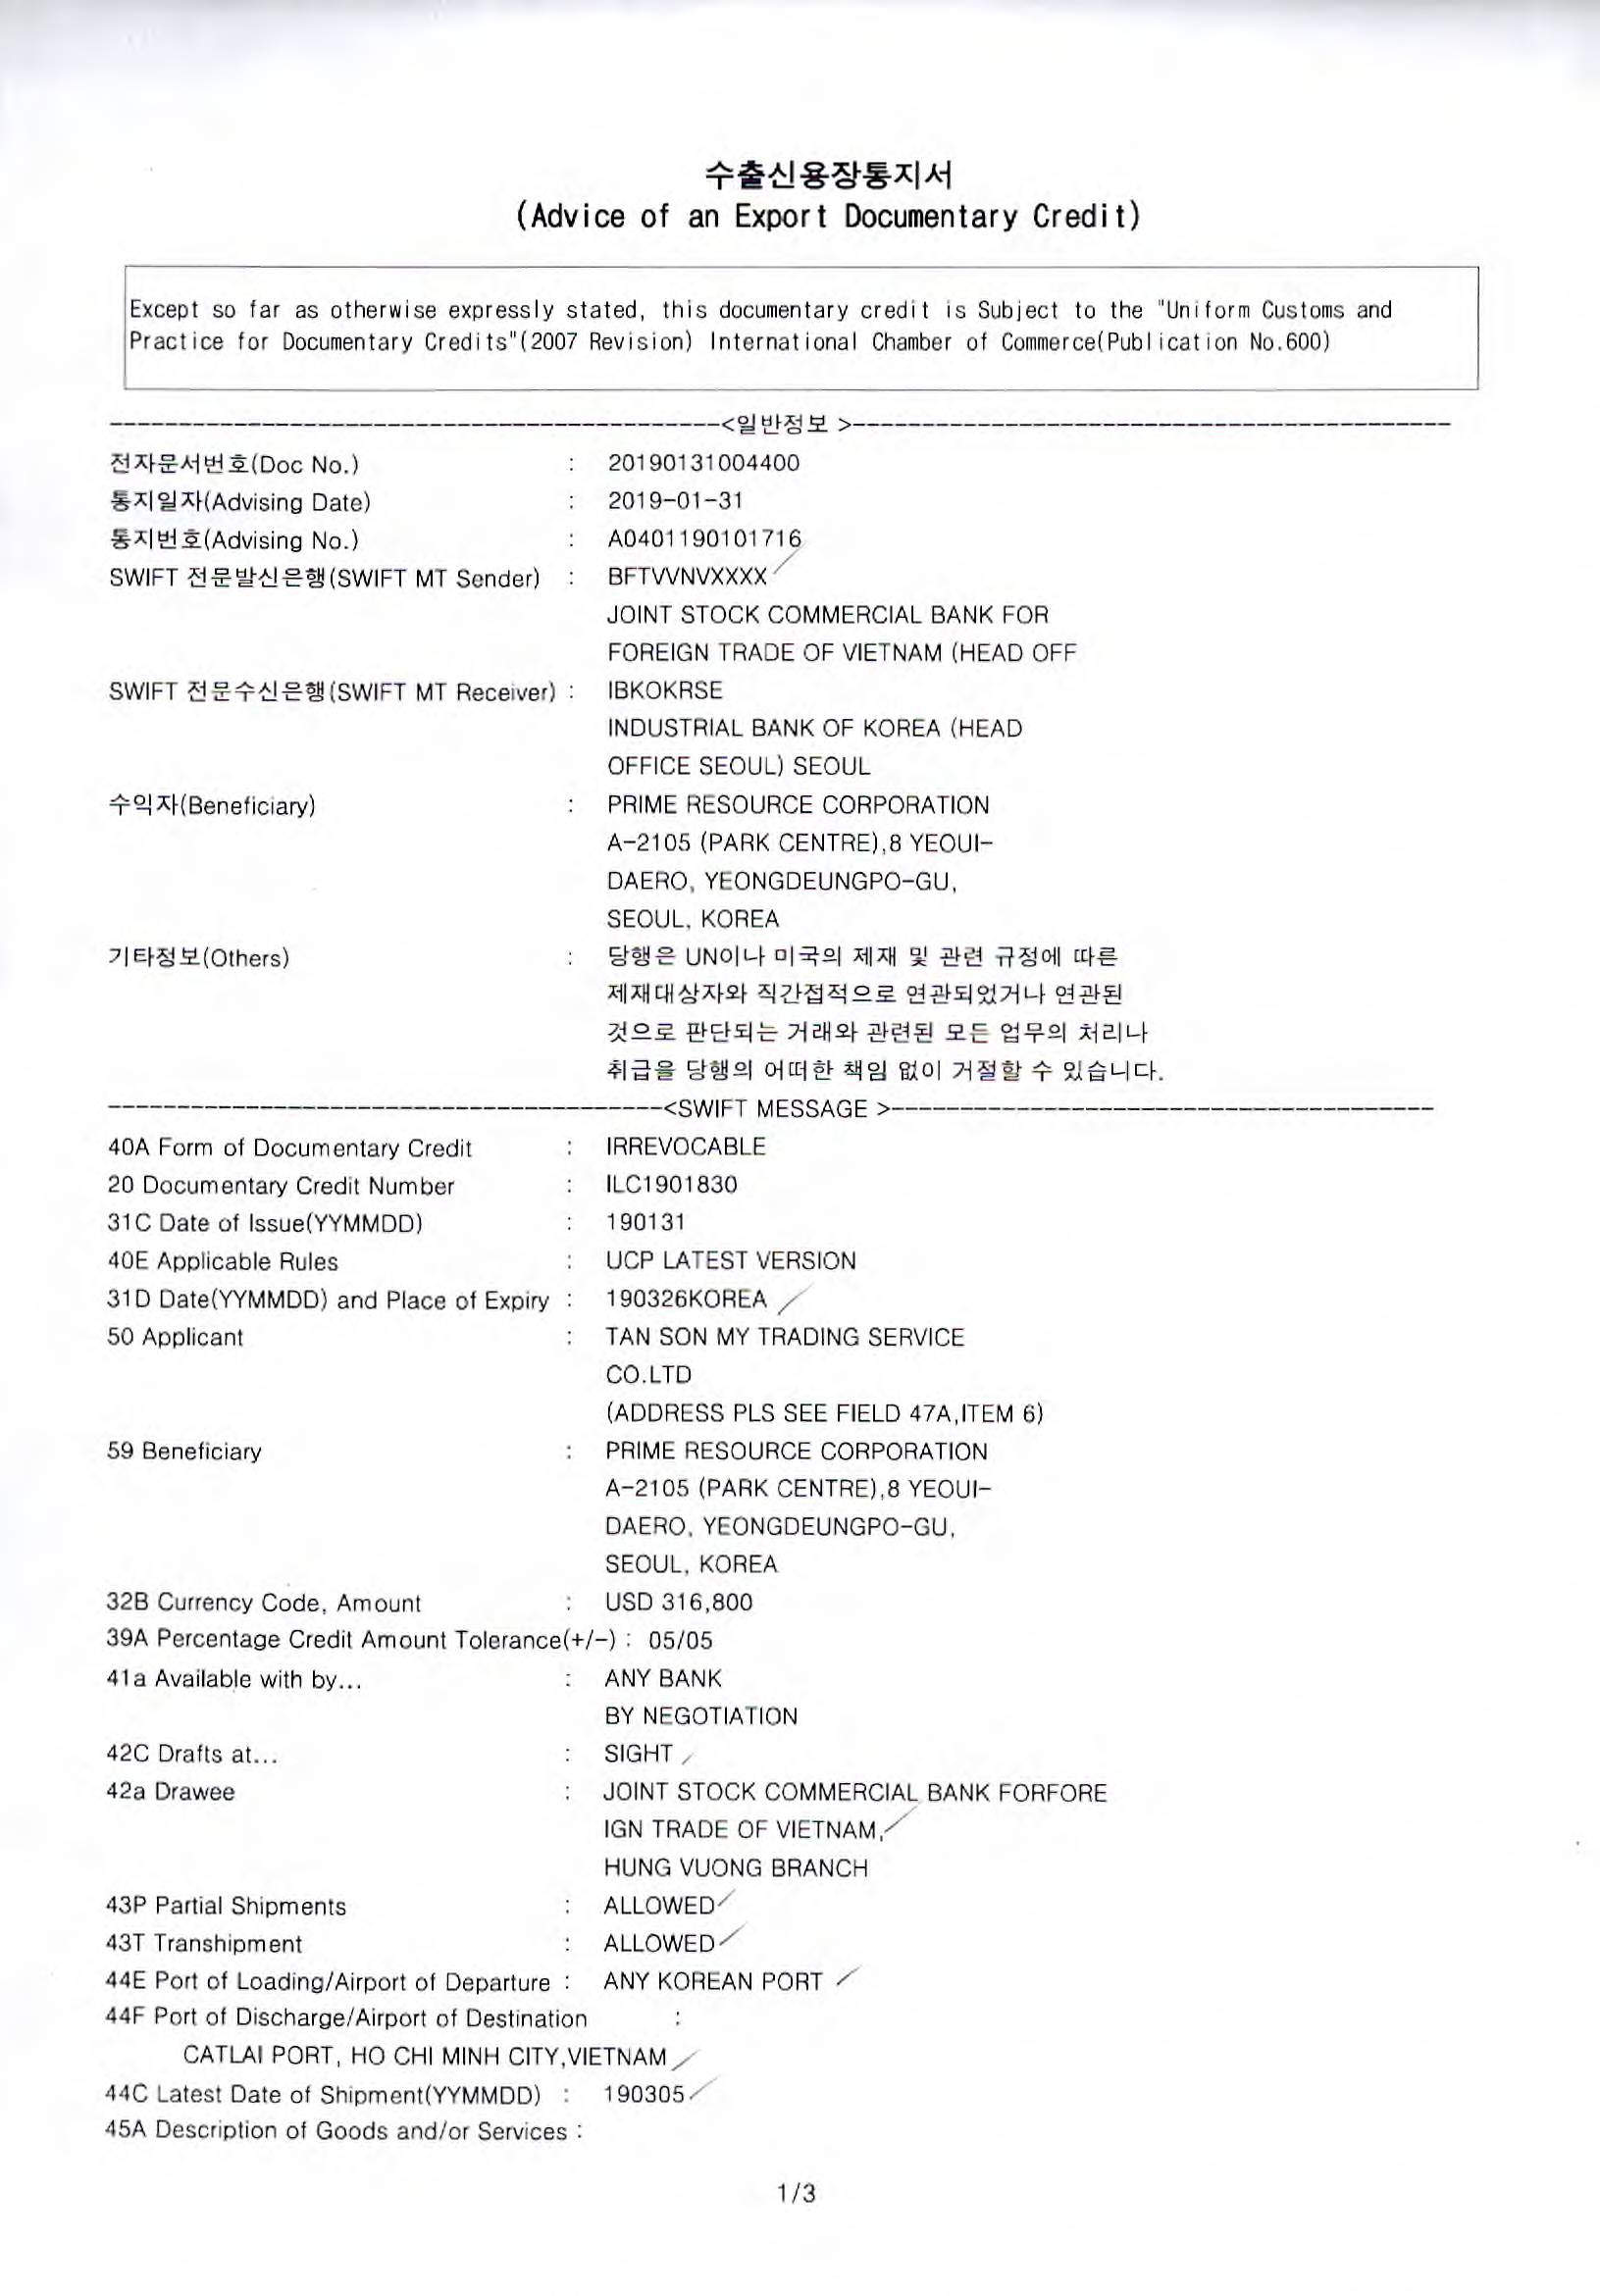 수출신용장통지서
(Advice of an Export Documentary Credit)
Except so far as otherwise expressly stated, this documentary credit is Subject to the "Uniform Customs and
Practice for Documentary Credits"(2007 Revision) International Chamber of Commerce(Publication No.600)
--------------------------------------------<일반정보 >-------------------------------------------
전자문서번호(Doc No.) : 20190131004400
통지일자(Advising Date) : 2019-01-31
통지번호(Advising No.) : A0401190101716
SWIFT 전문발신은행(SWIFT MT Sender) : BFTVVNVXXXX
JOINT STOCK COMMERCIAL BANK FOR
FOREIGN TRADE OF VIETNAM (HEAD OFF
SWIFT 전문수신은행(SWIFT MT Receiver) : IBKOKRSE
INDUSTRIAL BANK OF KOREA (HEAD
OFFICE SEOUL) SEOUL
수익자(Beneficiary) : PRIME RESOURCE CORPORATION
A-2105 (PARK CENTRE),8 YEOUI-
DAERO, YEONGDEUNGPO-GU,
SEOUL, KOREA
기타정보(Others) : 당행은 UN이나 미국의 제재 및 관련 규정에 따른
제재대상자와 직간접적으로 연관되었거나 연관된
것으로 판단되는 거래와 관련된 모든 업무의 처리나
취급을 당행의 어떠한 책임 없이 거절할 수 있습니다.
----------------------------------------<SWIFT MESSAGE >---------------------------------------
40A Form of Documentary Credit : IRREVOCABLE
20 Documentary Credit Number : ILC1901830
31C Date of Issue(YYMMDD) : 190131
40E Applicable Rules : UCP LATEST VERSION
31D Date(YYMMDD) and Place of Expiry : 190326KOREA
50 Applicant : TAN SON MY TRADING SERVICE
CO.LTD
(ADDRESS PLS SEE FIELD 47A,ITEM 6)
59 Beneficiary : PRIME RESOURCE CORPORATION
A-2105 (PARK CENTRE),8 YEOUI-
DAERO, YEONGDEUNGPO-GU,
SEOUL, KOREA
32B Currency Code, Amount : USD 316,800
39A Percentage Credit Amount Tolerance(+/-) : 05/05
41a Available with by... : ANY BANK
BY NEGOTIATION
42C Drafts at... : SIGHT
42a Drawee : JOINT STOCK COMMERCIAL BANK FORFORE
IGN TRADE OF VIETNAM,
HUNG VUONG BRANCH
43P Partial Shipments : ALLOWED
43T Transhipment : ALLOWED
44E Port of Loading/Airport of Departure : ANY KOREAN PORT
44F Port of Discharge/Airport of Destination :
CATLAI PORT, HO CHI MINH CITY,VIETNAM
44C Latest Date of Shipment(YYMMDD) : 190305
45A Description of Goods and/or Services :
1/3